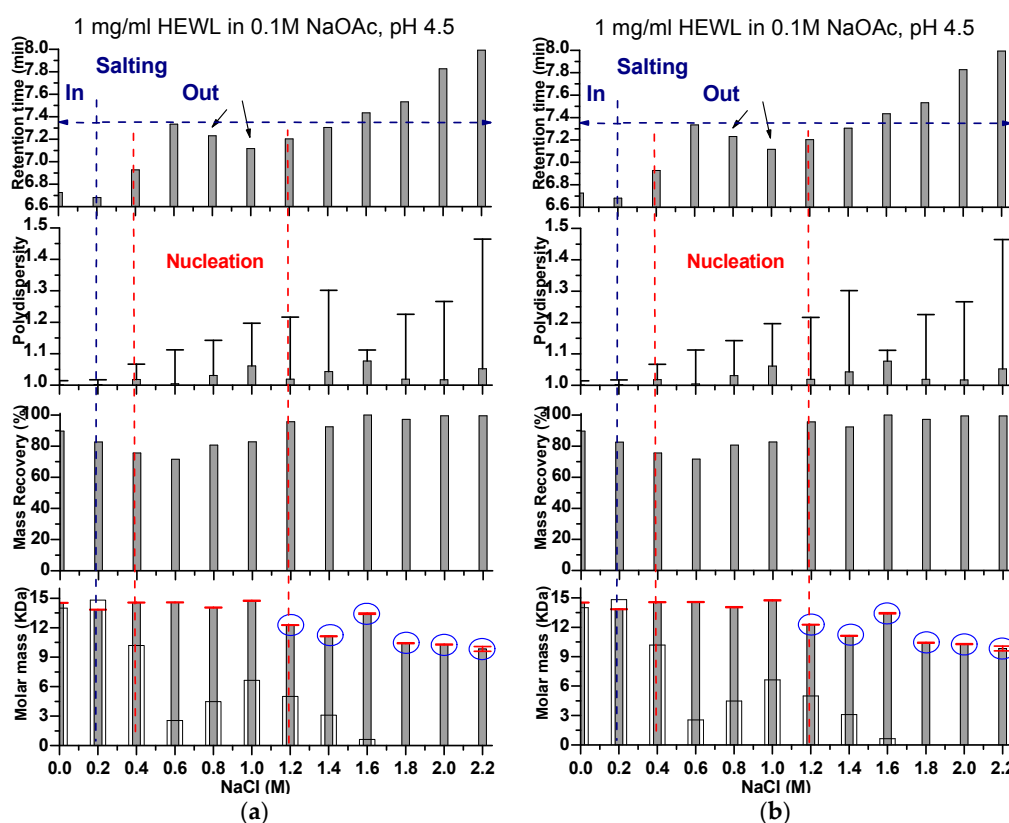 1 mg/ml HEWL in 0.1M NaOAc, pH 4.5
Retention time (min)
8.0
7.8
7.4
7.2
7.0
6.8
6.6
Salting
In
Out
Polydispersity
1.5
1.4
1.3
1.2
1.1
1.0
Nucleation
Mass Recovery (%)
100
80
60
40
20
0
Molar mass (KDa)
15
12
9
6
3
0
0.0 0.2 0.4 0.6 0.8 1.0 1.2 1.4 1.6 1.8 2.0 2.2
NaCl (M)
(a)
1 mg/ml HEWL in 0.1M NaOAc, pH 4.5
Retention time (min)
8.0
7.8
7.4
7.2
7.0
6.8
6.6
Salting
In
Out
Polydispersity
1.5
1.4
1.3
1.2
1.1
1.0
Nucleation
Mass Recovery (%)
100
80
60
40
20
0
Molar mass (KDa)
15
12
9
6
3
0
0.0 0.2 0.4 0.6 0.8 1.0 1.2 1.4 1.6 1.8 2.0 2.2
NaCl (M)
(b)